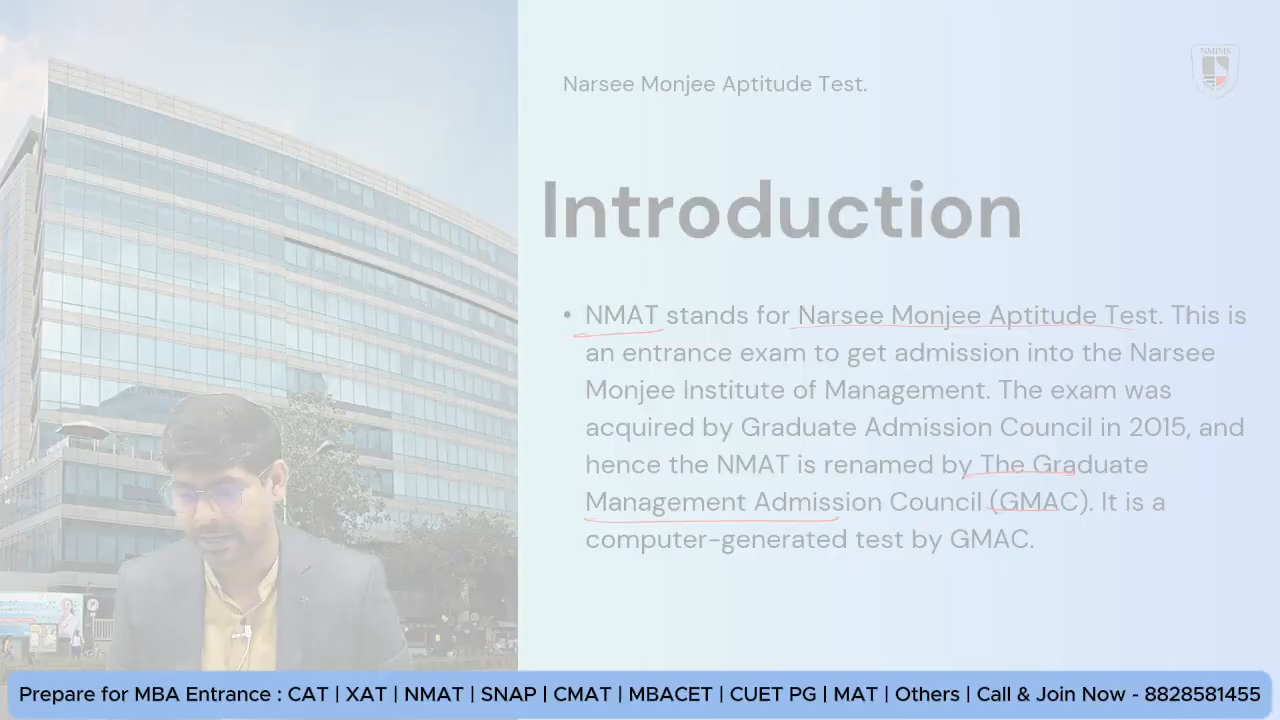 Narsee Monjee Aptitude Test.
NMIMS
Introduction
• NMAT stands for Narsee Monjee Aptitude Test. This is
an entrance exam to get admission into the Narsee
Monjee Institute of Management. The exam was
acquired by Graduate Admission Council in 2015, and
hence the NMAT is renamed by The Graduate
Management Admission Council (GMAC). It is a
computer-generated test by GMAC.
Prepare for MBA Entrance : CAT | XAT | NMAT | SNAP | CMAT | MBACET | CUET PG | MAT | Others | Call & Join Now - 8828581455